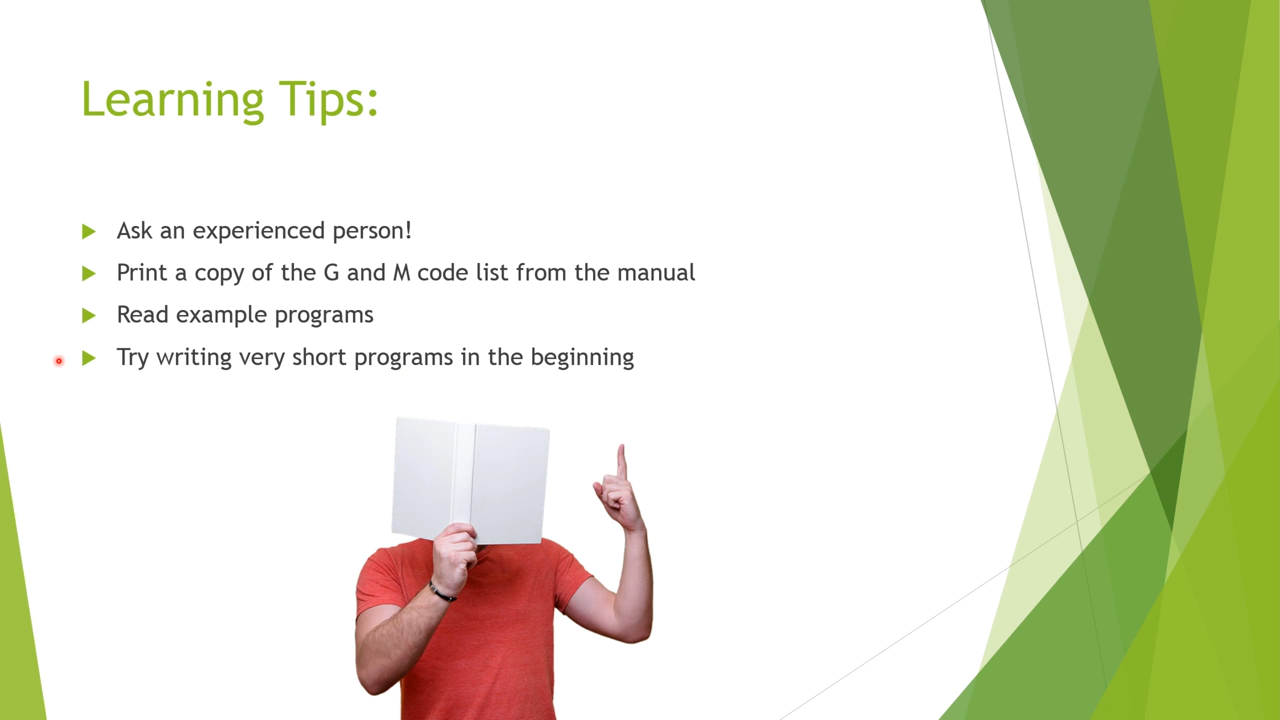 Learning Tips:
Ask an experienced person!
Print a copy of the G and M code list from the manual
Read example programs
Try writing very short programs in the beginning